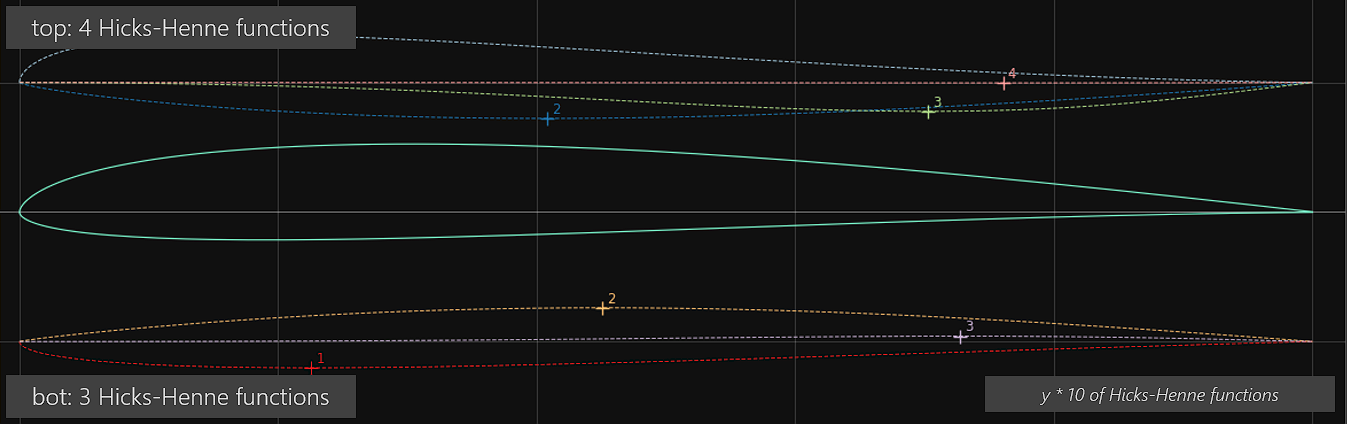 top: 4 Hicks-Henne functions
4
3
2
2
3
1
bot: 3 Hicks-Henne functions
y * 10 of Hicks-Henne functions